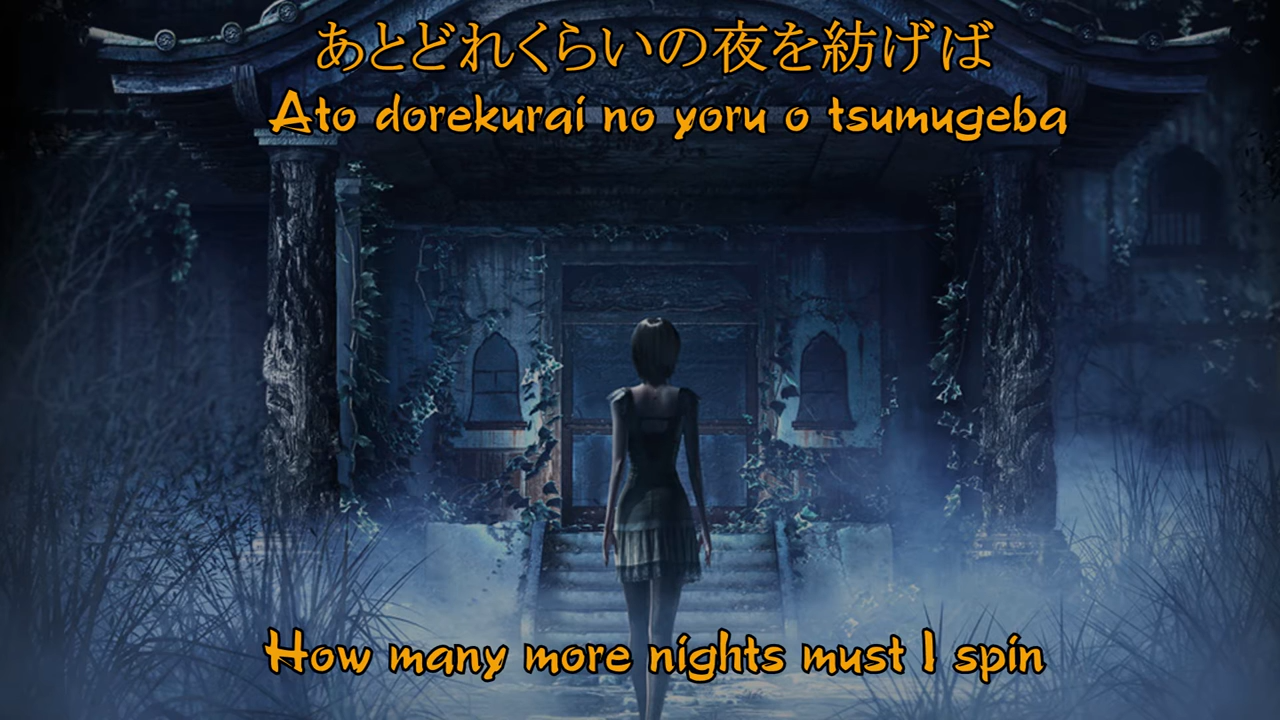 あとどれくらいの夜を紡げば
Ato dorekurai no yoru o tsumugeba
How many more nights must I spin